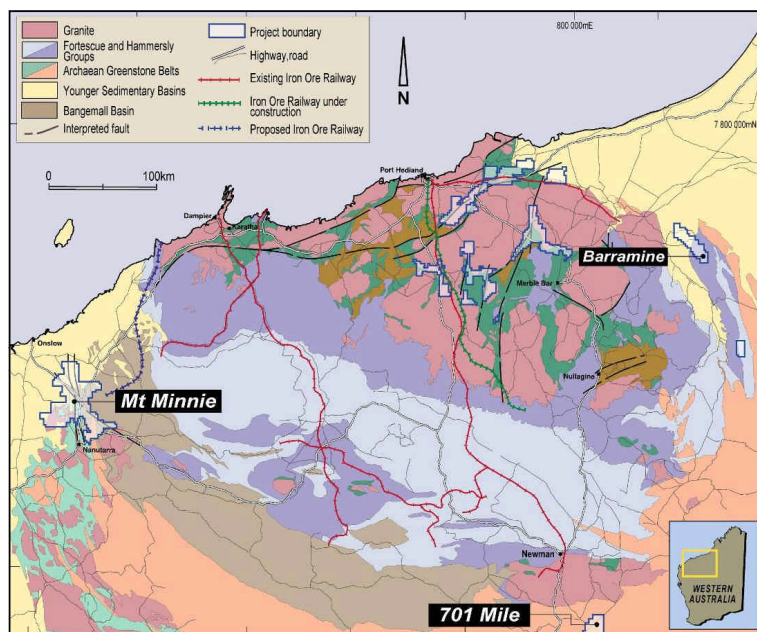 Granite
Fortescue and Hammersly
Groups
Archaean Greenstone Belts
Younger Sedimentary Basins
Bangemall Basin
Interpreted fault
Project boundary
Highway,road
Existing Iron Ore Railway
Iron Ore Railway under
construction
Proposed Iron Ore Railway
N
800 000mE
7 800 000mN
0
100km
Port Hedland
Dampier
Karatha
Barramine
Marble Bar
Onslow
Nullagine
Mt Minnie
Nanutarra
Newman
701 Mile
WESTERN
AUSTRALIA